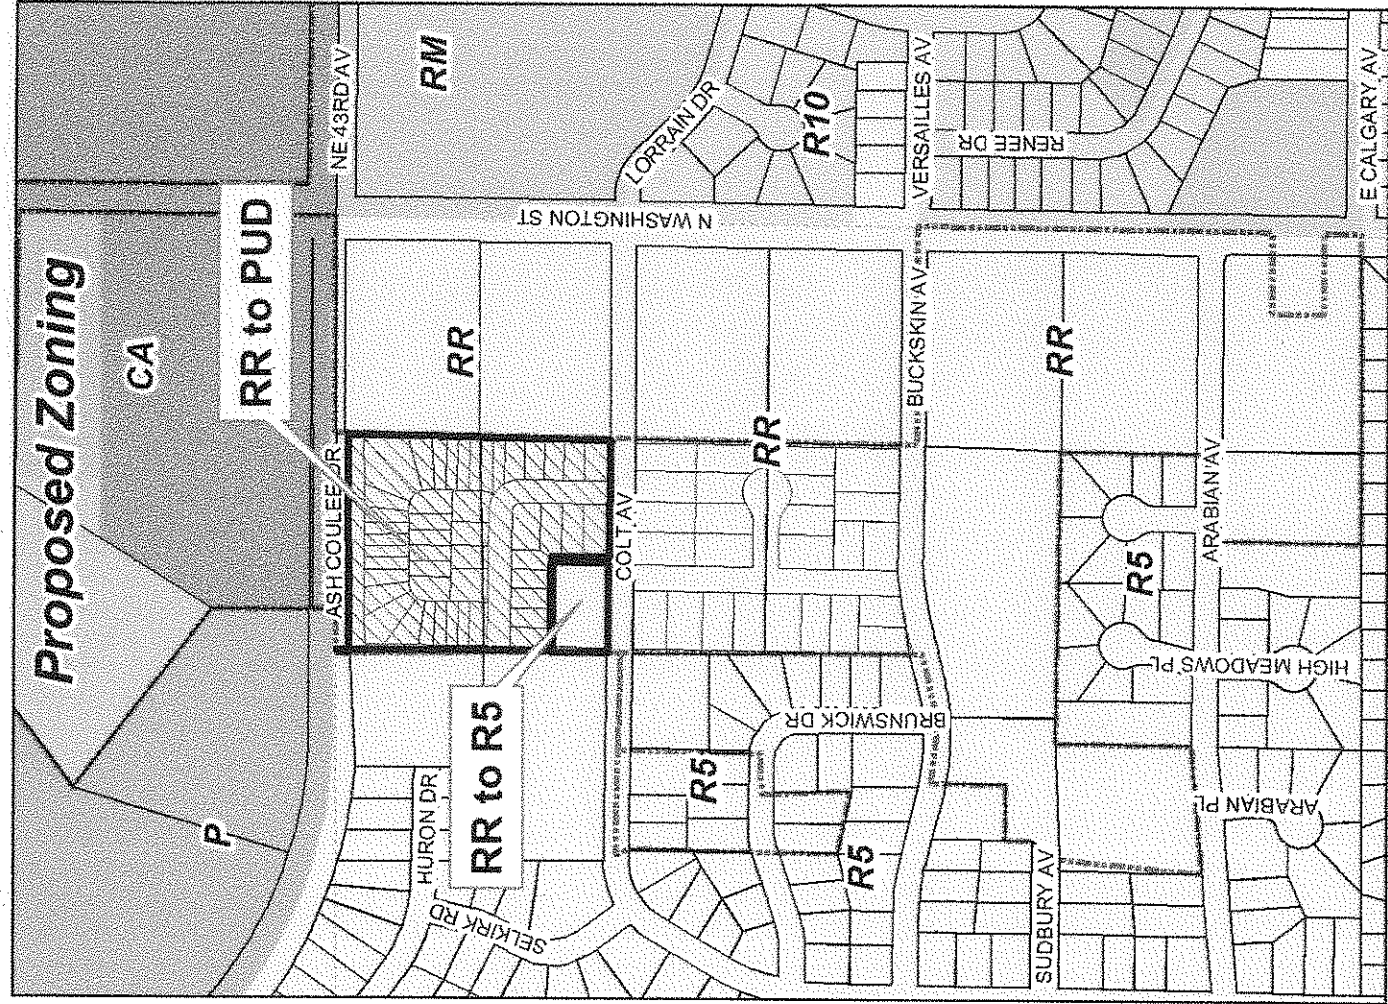 Proposed Zoning
CA
RR to PUD
P
ASH COULEE DR
NE 43RD AV
RM
HURON DR
SELKIRK RD
RR to R5
RR
N WASHINGTON ST
LORRAIN DR
R10
COLT AV
RR
VERSAILLES AV
RENEE DR
R5
BRUNSWICK DR
R5
BUCKSKIN AV
RR
SUDBURY AV
R5
HIGH MEADOWS PL
ARABIAN AV
ARABIAN PL
E CALGARY AV